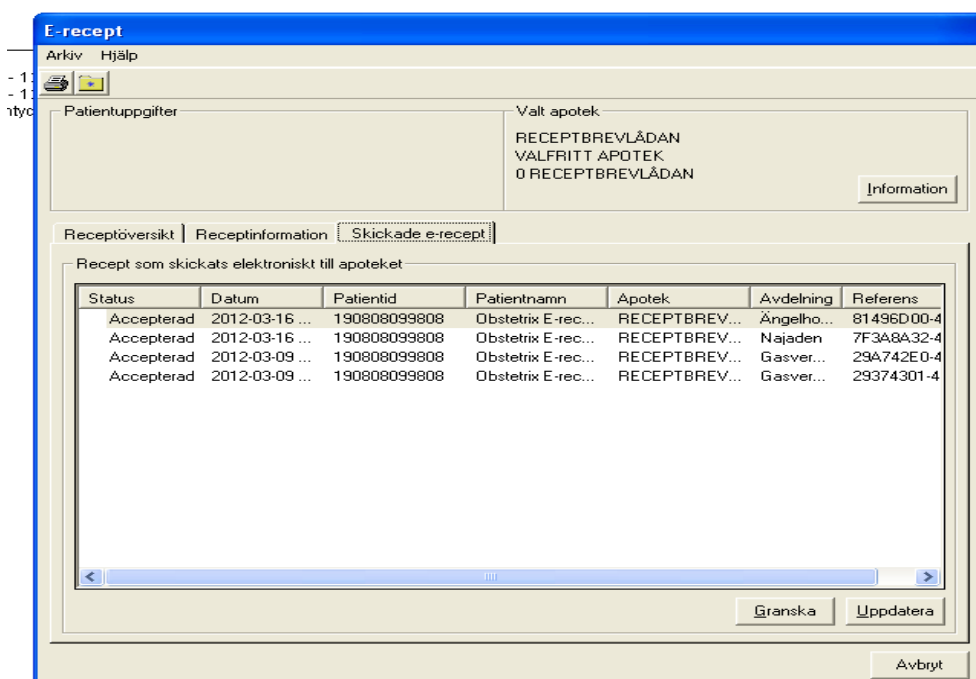 E-recept
Arkiv Hjälp
- 1
- 1
ntyc
Patientuppgifter
Valt apotek
RECEPTBREVLÅDAN
VALFRITT APOTEK
0 RECEPTBREVLÅDAN
Information
Receptöversikt Receptinformation Skickade e-recept
Recept som skickats elektroniskt till apoteket
Status Datum Patientid Patientnamn Apotek Avdelning Referens
Accepterad 2012-03-16 ... 190808099808 Obstetrix E-rec... RECEPTBREV... Ängelho... 81496D00-4
Accepterad 2012-03-16 ... 190808099808 Obstetrix E-rec... RECEPTBREV... Najaden 7F3A8A32-4
Accepterad 2012-03-09 ... 190808099808 Obstetrix E-rec... RECEPTBREV... Gasver... 29A742E0-4
Accepterad 2012-03-09 ... 190808099808 Obstetrix E-rec... RECEPTBREV... Gasver... 29374301-4
Granska Uppdatera
Avbryt